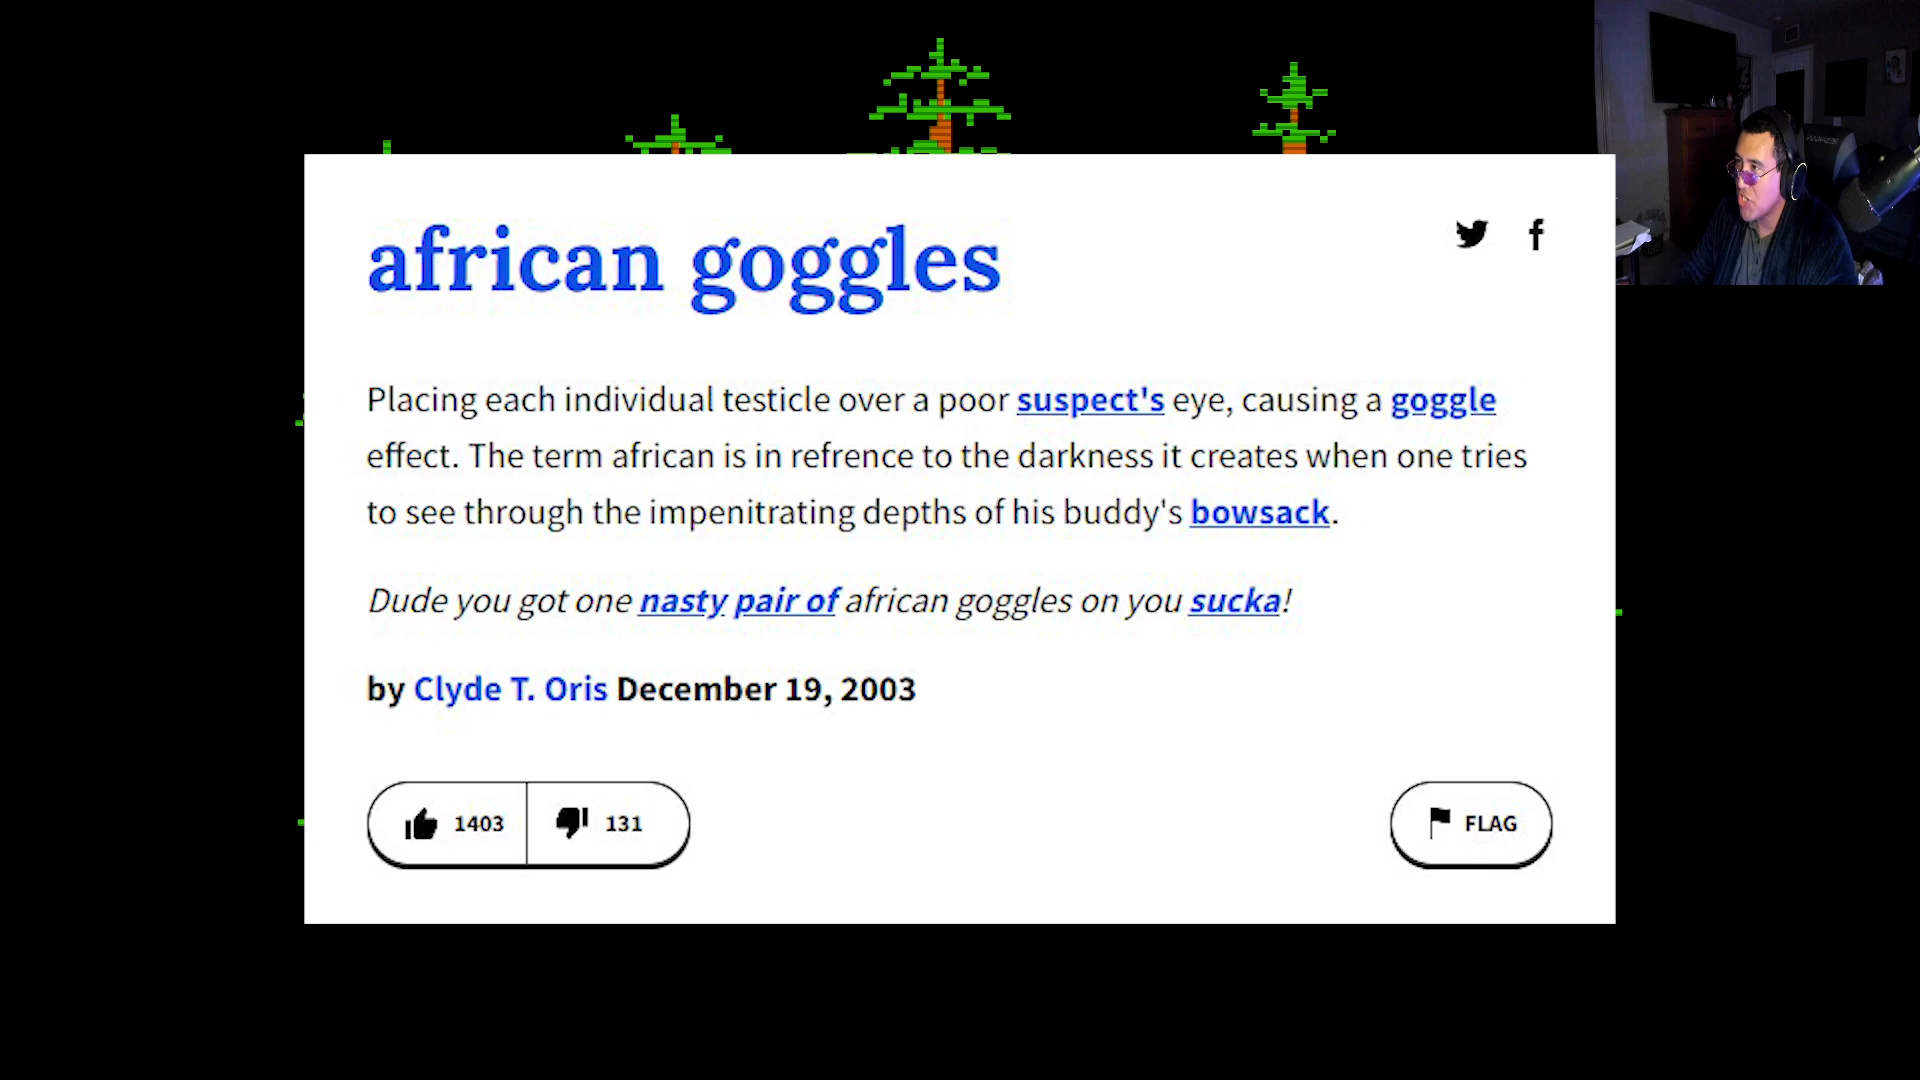 african goggles
Placing each individual testicle over a poor suspect's eye, causing a goggle
effect. The term african is in refrence to the darkness it creates when one tries
to see through the impenitrating depths of his buddy's bowsack.
Dude you got one nasty pair of african goggles on you sucka!
by Clyde T. Oris December 19, 2003
1403 131 FLAG